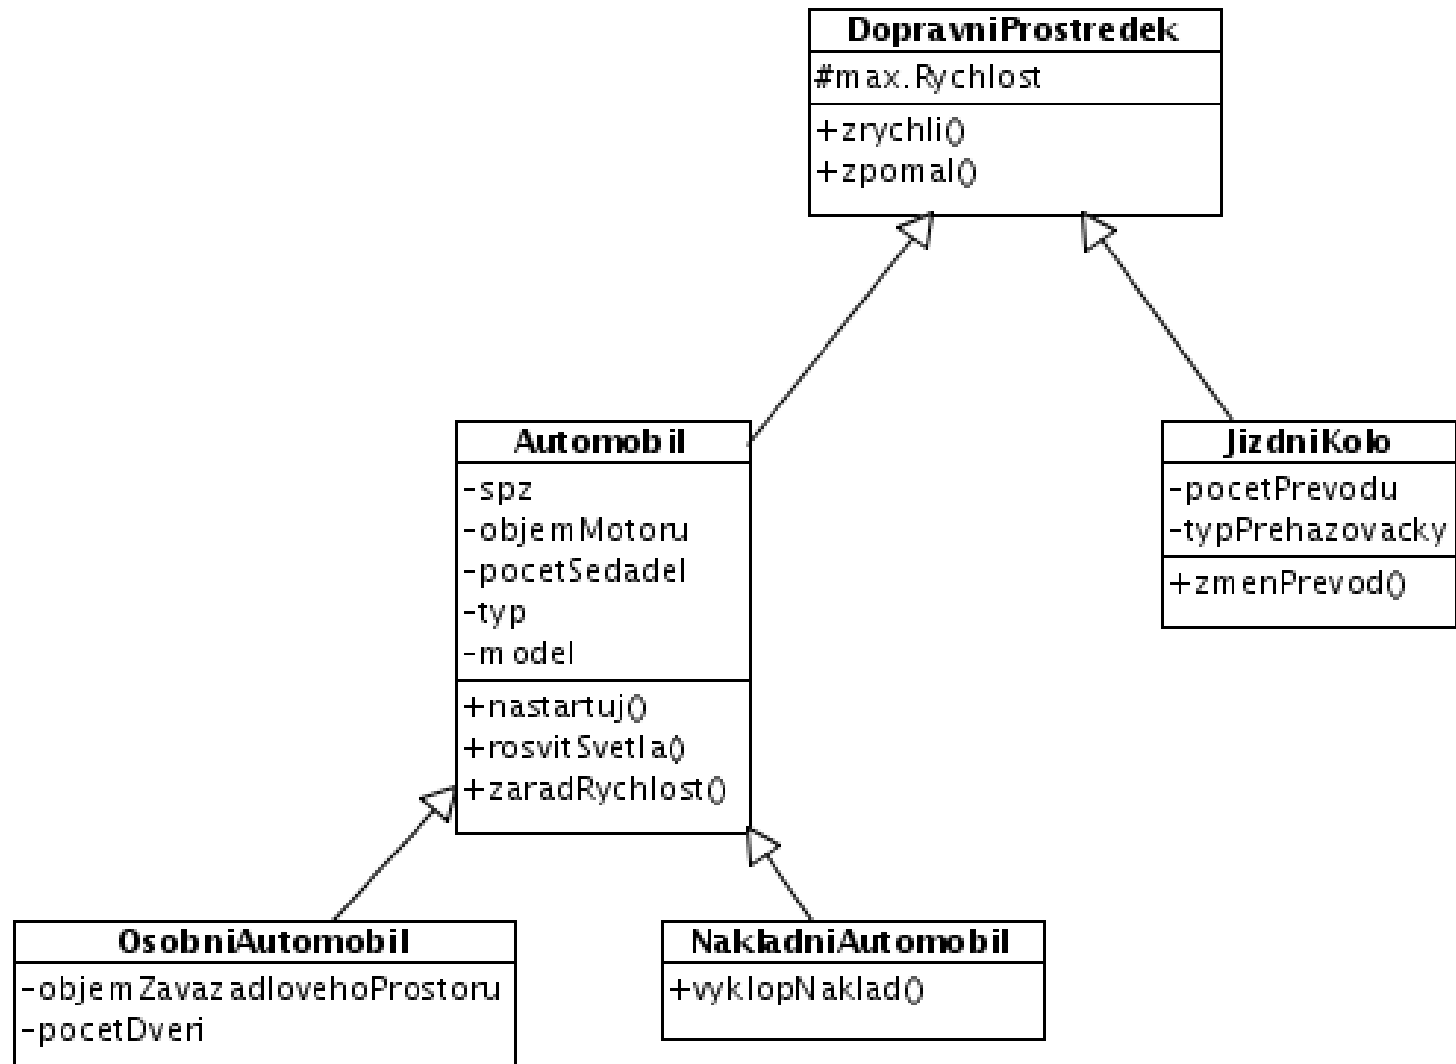 DopravniProstredek
#max.Rychlost
+zrychli()
+zpomal()
Automobil
-spz
-objemMotoru
-pocetSedadel
-typ
-model
+nastartuj()
+rosvitSvetla()
+zaradRychlost()
JizdniKolo
-pocetPrevodu
-typPrehazovacky
+zmenPrevod()
OsobniAutomobil
-objemZavazadlovehoProstoru
-pocetDveri
NakladniAutomobil
+vyklopNaklad()